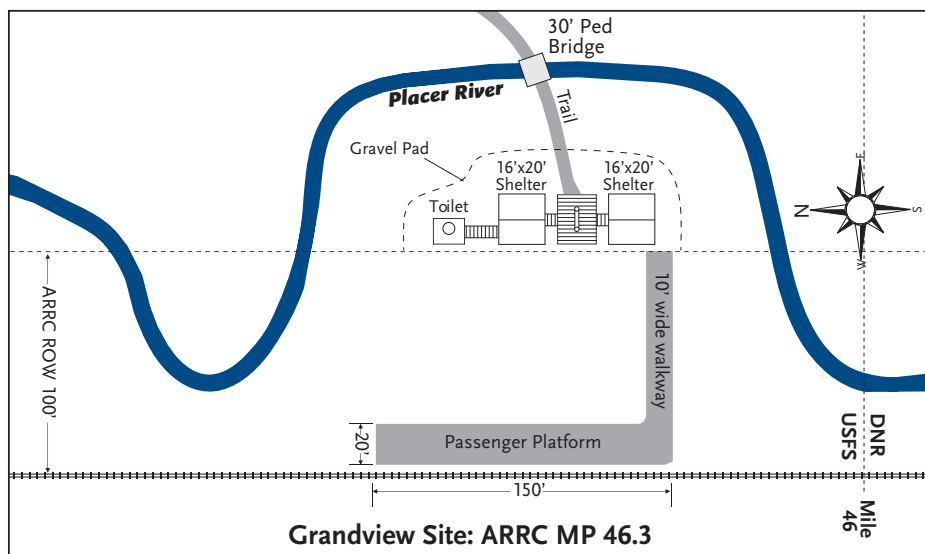 30' Ped
Bridge
Placer River
Trail
Gravel Pad
16'x20'
Shelter
16'x20'
Shelter
Toilet
E
N
S
W
ARRC ROW 100'
10' wide walkway
20'
Passenger Platform
DNR
USFS
150'
Mile
46
Grandview Site: ARRC MP 46.3